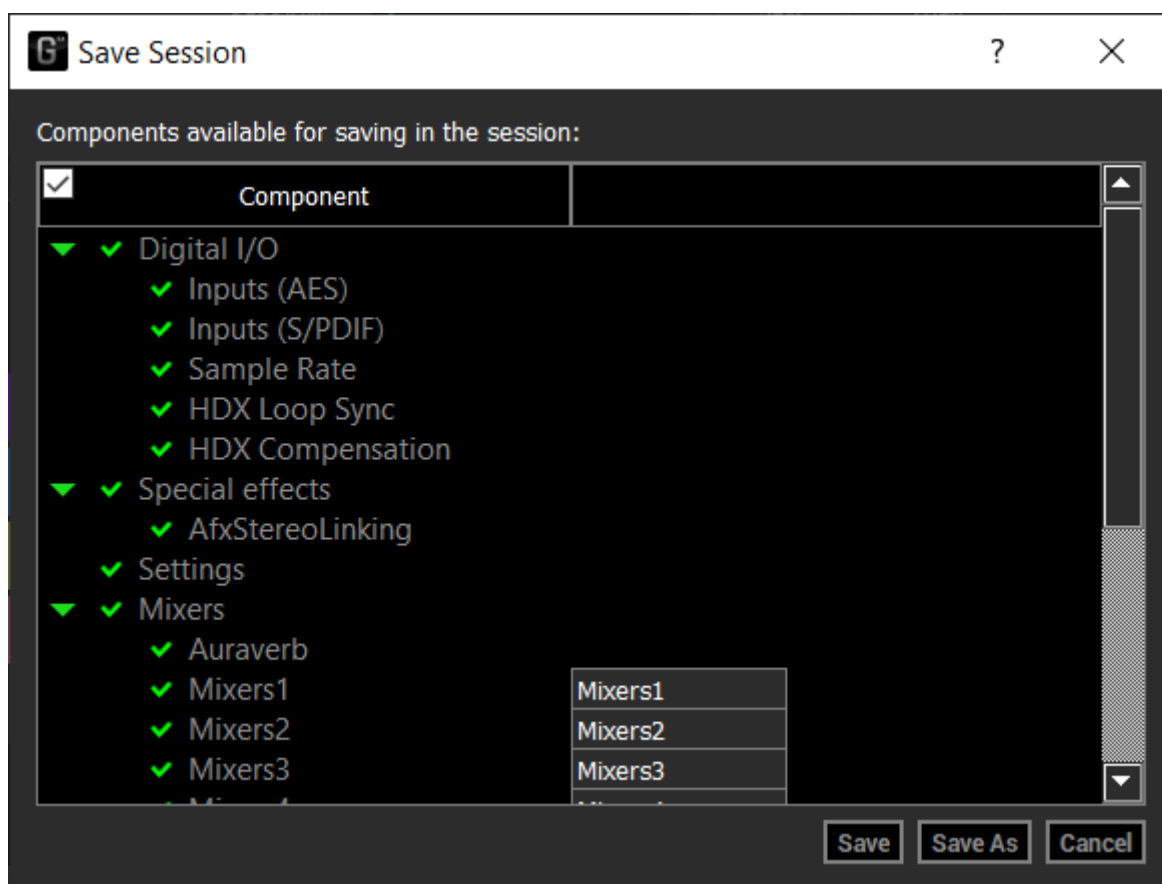 G Save Session ?
Components available for saving in the session:
Component
Digital I/O
Inputs (AES)
Inputs (S/PDIF)
Sample Rate
HDX Loop Sync
HDX Compensation
Special effects
AfxStereoLinking
Settings
Mixers
Auraverb
Mixers1 Mixers1
Mixers2 Mixers2
Mixers3 Mixers3
Save Save As Cancel